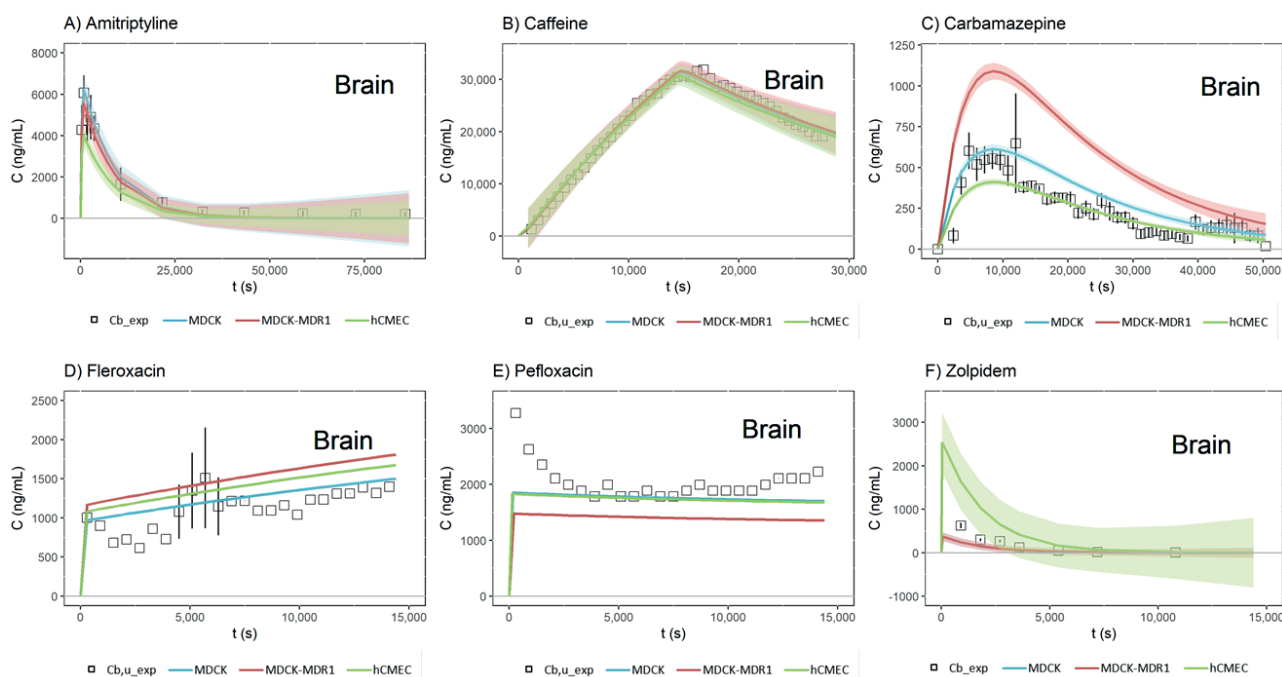 A) Amitriptyline
B) Caffeine
C) Carbamazepine
8000
6000
4000
2000
0
C (ng/mL)
Brain
0
25,000
50,000
75,000
t (s)
Cb_exp MDCK MDCK-MDR1 hCMEC
30,000
20,000
10,000
0
C (ng/mL)
Brain
0
10,000
20,000
30,000
t (s)
Cb,u_exp MDCK MDCK-MDR1 hCMEC
1250
1000
750
500
250
0
C (ng/mL)
Brain
0
10,000
20,000
30,000
40,000
50,000
t (s)
Cb,u_exp MDCK MDCK-MDR1 hCMEC
D) Fleroxacin
E) Pefloxacin
F) Zolpidem
2500
2000
1500
1000
500
0
C (ng/mL)
Brain
0
5,000
10,000
15,000
t (s)
Cb,u_exp MDCK MDCK-MDR1 hCMEC
3000
2000
1000
0
C (ng/mL)
Brain
0
5,000
10,000
15,000
t (s)
Cb,u_exp MDCK MDCK-MDR1 hCMEC
3000
2000
1000
0
-1000
C (ng/mL)
Brain
0
5,000
10,000
15,000
t (s)
Cb_exp MDCK MDCK-MDR1 hCMEC